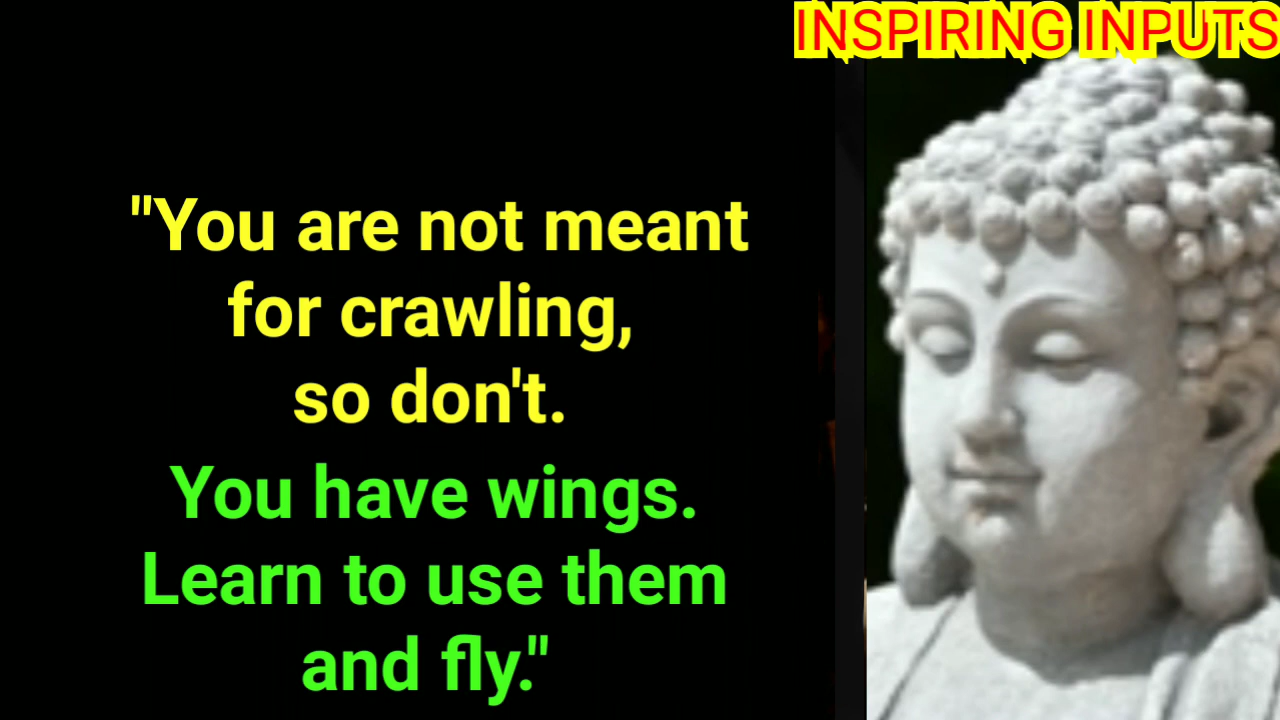 INSPIRING INPUTS
"You are not meant
for crawling,
so don't.
You have wings.
Learn to use them
and fly."